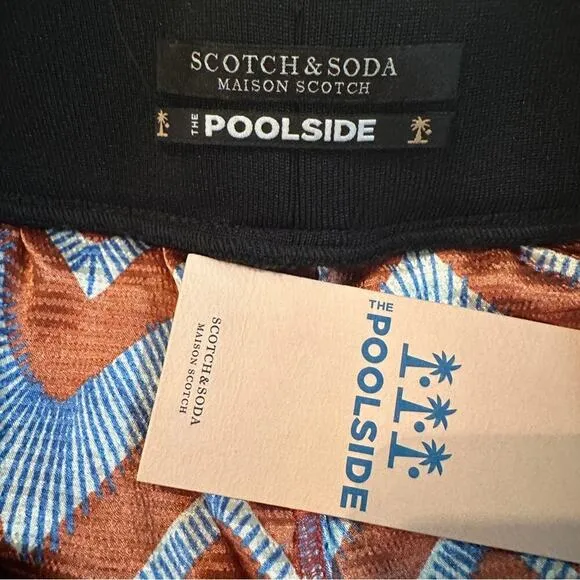 SCOTCH & SODA
MAISON SCOTCH
THE POOLSIDE
SCOTCH & SODA
MAISON SCOTCH
THE
POOLSIDE